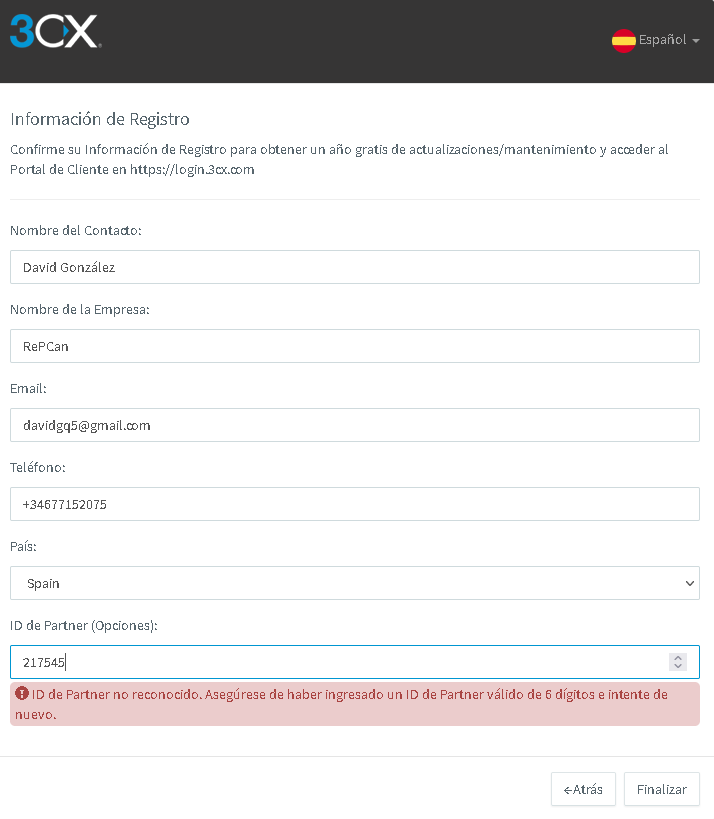 3CX
Español
Información de Registro
Confirme su Información de Registro para obtener un año gratis de actualizaciones/mantenimiento y acceder al
Portal de Cliente en https://login.3cx.com
Nombre del Contacto:
David González
Nombre de la Empresa:
RePCan
Email:
davidgq5@gmail.com
Teléfono:
+34677152075
País:
Spain
ID de Partner (Opciones):
217545
ID de Partner no reconocido. Asegúrese de haber ingresado un ID de Partner válido de 6 dígitos e intente de
nuevo.
←Atrás
Finalizar